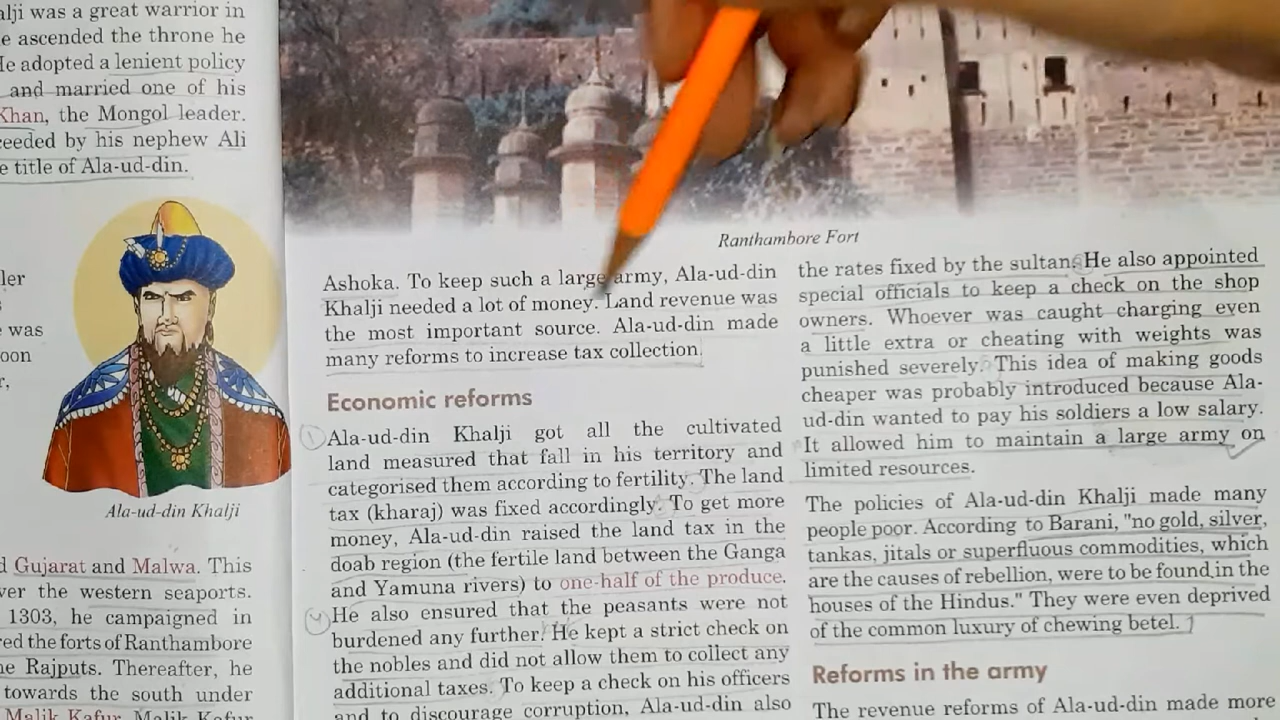 alji was a great warrior in
e ascended the throne he
He adopted a lenient policy
and married one of his
Khan, the Mongol leader.
ceeded by his nephew Ali
e title of Ala-ud-din.
ler
was
oon
Ala-ud-din Khalji
d Gujarat and Malwa. This
ver the western seaports.
1303, he campaigned in
red the forts of Ranthambore
he Rajputs. Thereafter, he
towards the south under
Malik Kafur. Malik Kafur
Ranthambore Fort
Ashoka. To keep such a large army, Ala-ud-din
Khalji needed a lot of money. Land revenue was
the most important source. Ala-ud-din made
many reforms to increase tax collection.
Economic reforms
Ala-ud-din Khalji got all the cultivated
land measured that fall in his territory and
categorised them according to fertility. The land
tax (kharaj) was fixed accordingly. To get more
money, Ala-ud-din raised the land tax in the
doab region (the fertile land between the Ganga
and Yamuna rivers) to one-half of the produce.
He also ensured that the peasants were not
burdened any further. He kept a strict check on
the nobles and did not allow them to collect any
additional taxes. To keep a check on his officers
and to discourage corruption, Ala-ud-din also
the rates fixed by the sultan. He also appointed
special officials to keep a check on the shop
owners. Whoever was caught charging even
a little extra or cheating with weights was
punished severely. This idea of making goods
cheaper was probably introduced because Ala-
ud-din wanted to pay his soldiers a low salary.
It allowed him to maintain a large army on
limited resources.
The policies of Ala-ud-din Khalji made many
people poor. According to Barani, "no gold, silver,
tankas, jitals or superfluous commodities, which
are the causes of rebellion, were to be found in the
houses of the Hindus." They were even deprived
of the common luxury of chewing betel.
Reforms in the army
The revenue reforms of Ala-ud-din made more